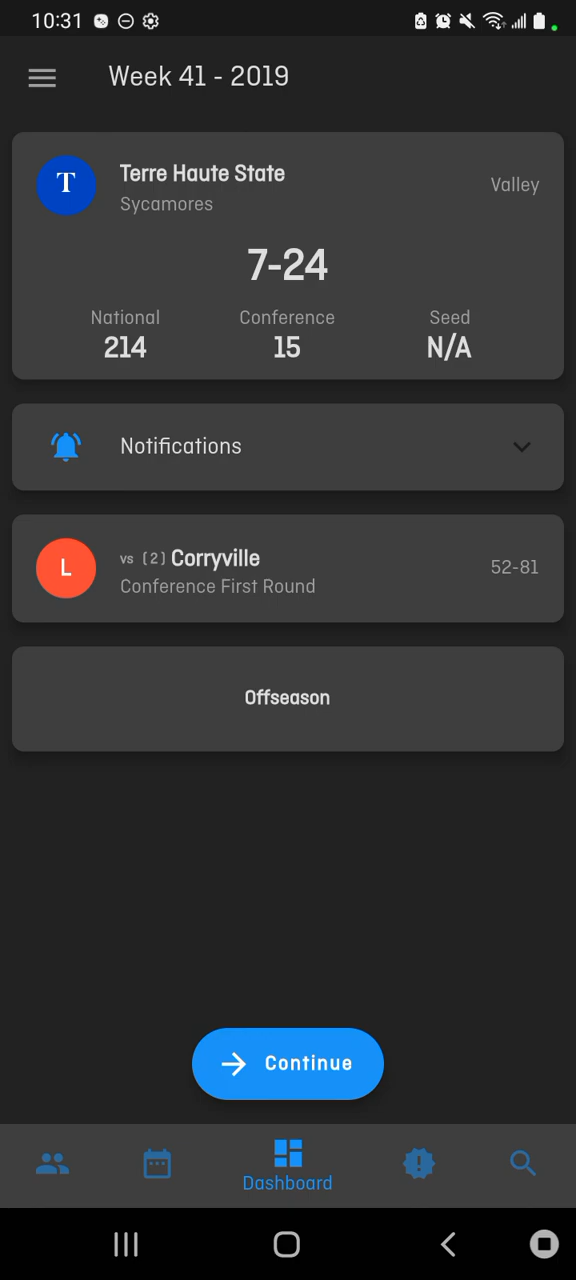 10:31
Week 41 - 2019
T
Terre Haute State
Sycamores
Valley
7-24
National
Conference
Seed
214
15
N/A
Notifications
L
vs (2) Corryville
Conference First Round
52-81
Offseason
Continue
Dashboard